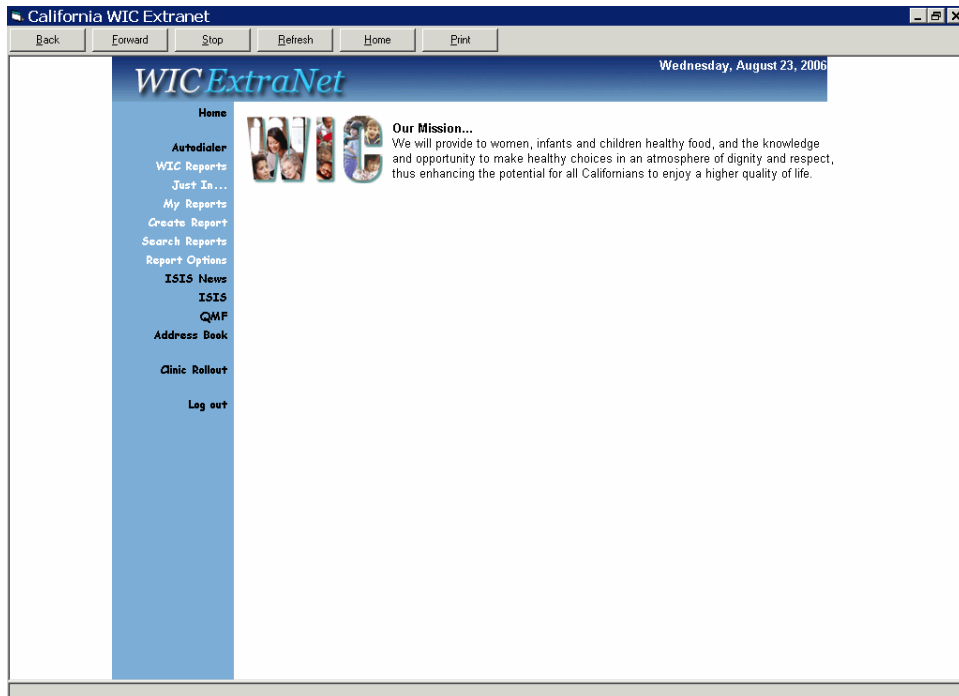 California WIC Extranet
Back Forward Stop Refresh Home Print
Wednesday, August 23, 2006
WIC ExtraNet
Home
Autodialer
WIC Reports
Just In...
My Reports
Create Report
Search Reports
Report Options
ISIS News
ISIS
QMF
Address Book
Clinic Rollout
Log out
WIC
Our Mission...
We will provide to women, infants and children healthy food, and the knowledge
and opportunity to make healthy choices in an atmosphere of dignity and respect,
thus enhancing the potential for all Californians to enjoy a higher quality of life.